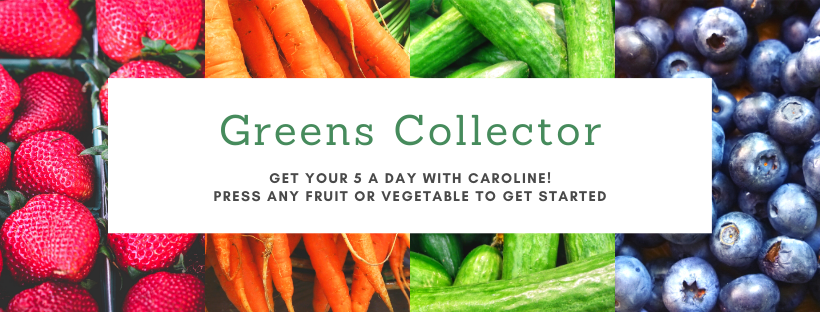 Greens Collector
GET YOUR 5 A DAY WITH CAROLINE!
PRESS ANY FRUIT OR VEGETABLE TO GET STARTED